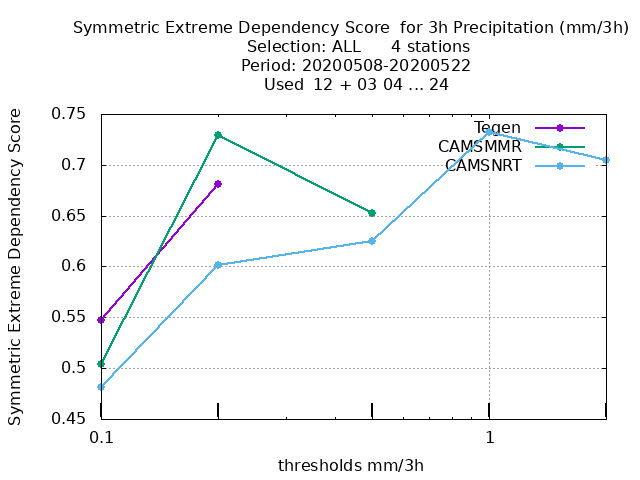 Symmetric Extreme Dependency Score for 3h Precipitation (mm/3h)
Selection: ALL 4 stations
Period: 20200508-20200522
Used 12 + 03 04 ... 24
Symmetric Extreme Dependency Score
0.75
0.7
0.65
0.6
0.55
0.5
0.45
Tegen
CAMSMMR
CAMSNRT
0.1
1
thresholds mm/3h